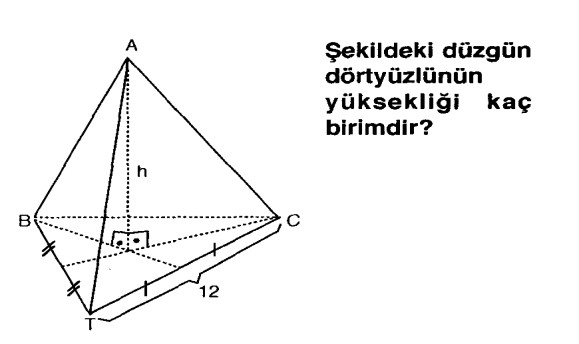 Şekildeki düzgün
dörtyüzlünün
yüksekliği kaç
birimdir?
A
h
B
C
12
T